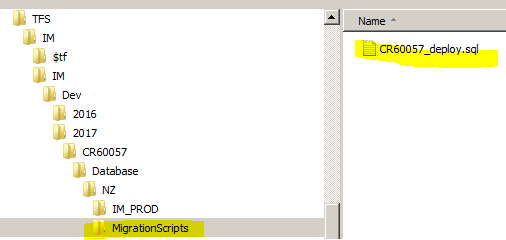 TFS
IM
$tf
IM
Dev
2016
2017
CR60057
Database
NZ
IM_PROD
MigrationScripts
Name
CR60057_deploy.sql